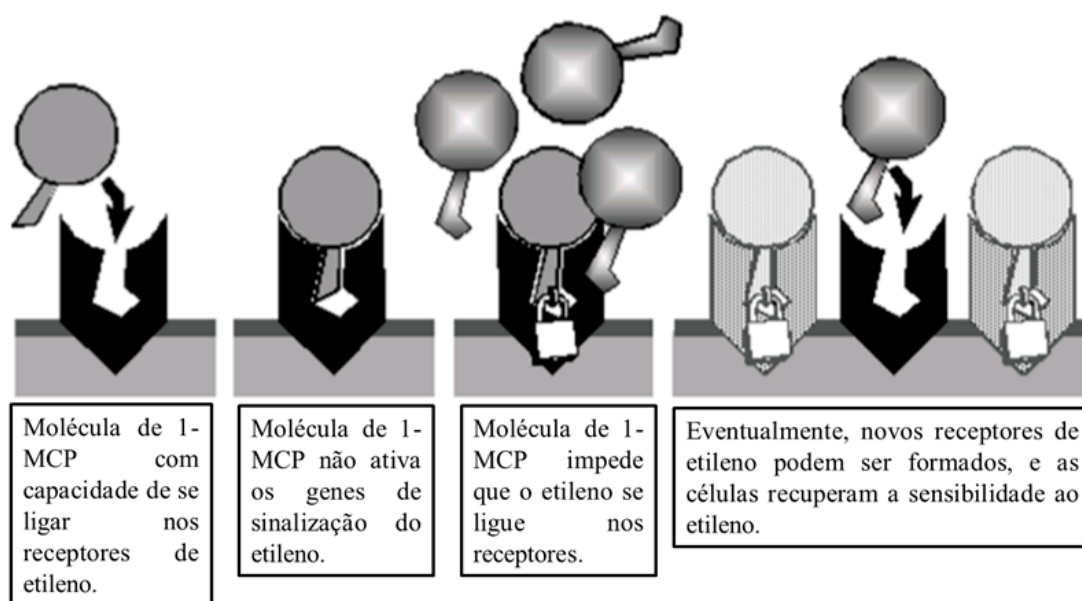 Molécula de 1-
MCP com
capacidade de se
ligar nos
receptores de
etileno.
Molécula de 1-
MCP não ativa
os genes de
sinalização do
etileno.
Molécula de 1-
MCP impede
que o etileno se
ligue nos
receptores.
Eventualmente, novos receptores de
etileno podem ser formados, e as
células recuperam a sensibilidade ao
etileno.